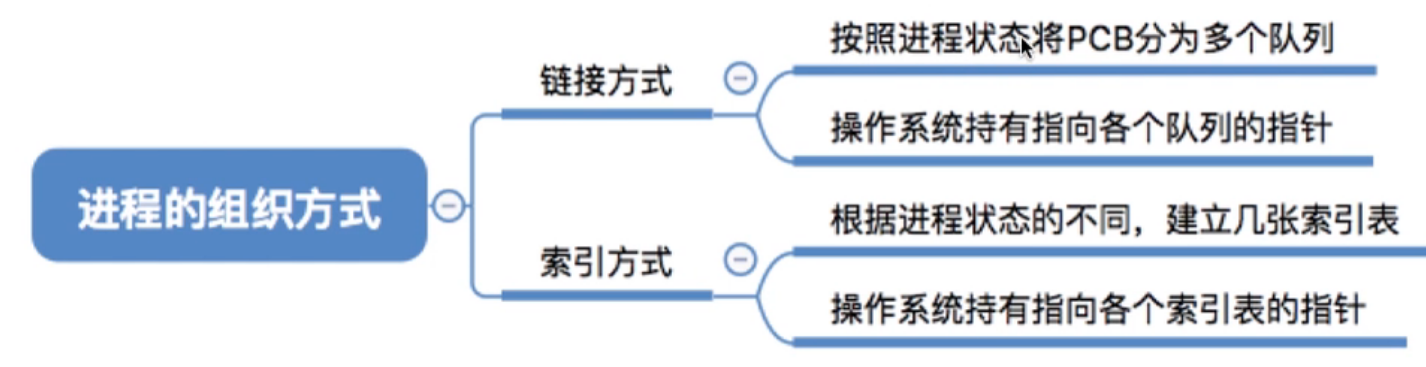 进程的组织方式
链接方式
按照进程状态将PCB分为多个队列
操作系统持有指向各个队列的指针
索引方式
根据进程状态的不同，建立几张索引表
操作系统持有指向各个索引表的指针